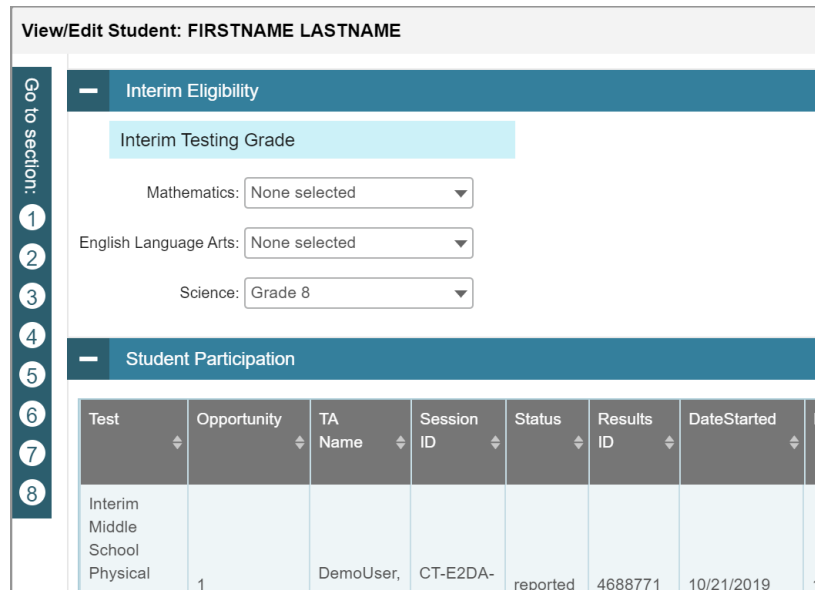 View/Edit Student: FIRSTNAME LASTNAME
Go to section:
1
2
3
4
5
6
7
8
Interim Eligibility
Interim Testing Grade
Mathematics: None selected
English Language Arts: None selected
Science: Grade 8
Student Participation
Test Opportunity TA Name Session ID Status Results ID DateStarted
Interim
Middle
School
Physical
1 DemoUser, CT-E2DA- reported 4688771 10/21/2019